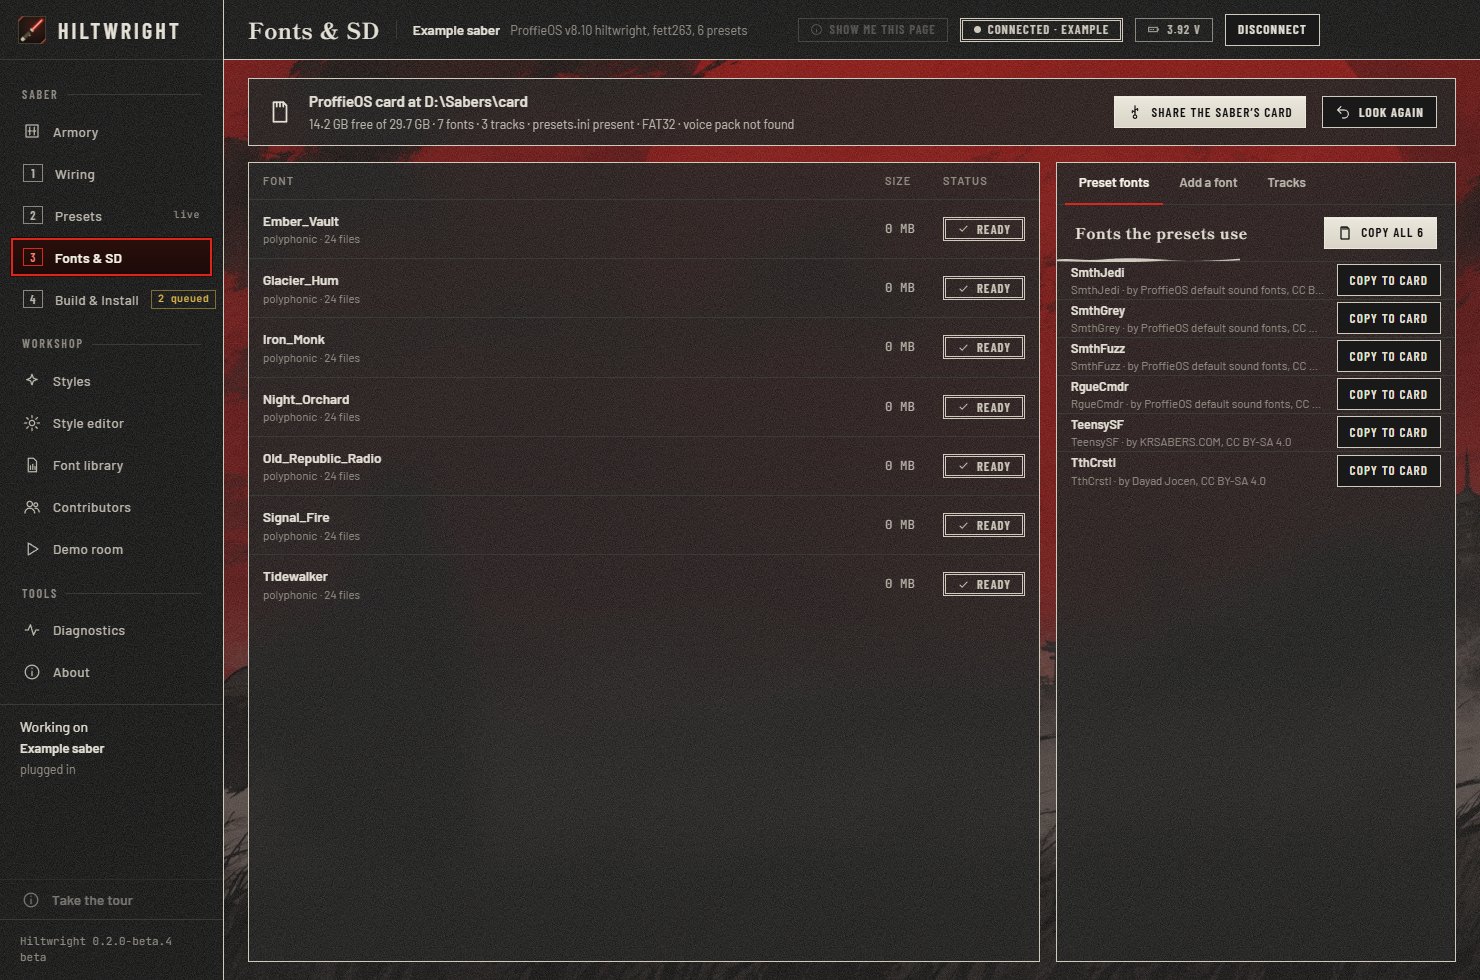 HILTWRIGHT
Fonts & SD
Example saber ProffieOS v8.10 hiltwright, fett263, 6 presets
SHOW ME THIS PAGE
CONNECTED · EXAMPLE
3.92 V
DISCONNECT
SABER
Armory
1 Wiring
2 Presets live
3 Fonts & SD
4 Build & Install 2 queued
WORKSHOP
Styles
Style editor
Font library
Contributors
Demo room
TOOLS
Diagnostics
About
Working on
Example saber
plugged in
Take the tour
Hiltwright 0.2.0-beta.4
beta
ProffieOS card at D:\Sabers\card
14.2 GB free of 29.7 GB · 7 fonts · 3 tracks · presets.ini present · FAT32 · voice pack not found
SHARE THE SABER'S CARD
LOOK AGAIN
FONT SIZE STATUS
Ember_Vault
polyphonic · 24 files
0 MB READY
Glacier_Hum
polyphonic · 24 files
0 MB READY
Iron_Monk
polyphonic · 24 files
0 MB READY
Night_Orchard
polyphonic · 24 files
0 MB READY
Old_Republic_Radio
polyphonic · 24 files
0 MB READY
Signal_Fire
polyphonic · 24 files
0 MB READY
Tidewalker
polyphonic · 24 files
0 MB READY
Preset fonts Add a font Tracks
Fonts the presets use
COPY ALL 6
SmthJedi
SmthJedi · by ProffieOS default sound fonts, CC B...
COPY TO CARD
SmthGrey
SmthGrey · by ProffieOS default sound fonts, CC ...
COPY TO CARD
SmthFuzz
SmthFuzz · by ProffieOS default sound fonts, CC ...
COPY TO CARD
RgueCmdr
RgueCmdr · by ProffieOS default sound fonts, CC ...
COPY TO CARD
TeensySF
TeensySF · by KRSABERS.COM, CC BY-SA 4.0
COPY TO CARD
TthCrstl
TthCrstl · by Dayad Jocen, CC BY-SA 4.0
COPY TO CARD